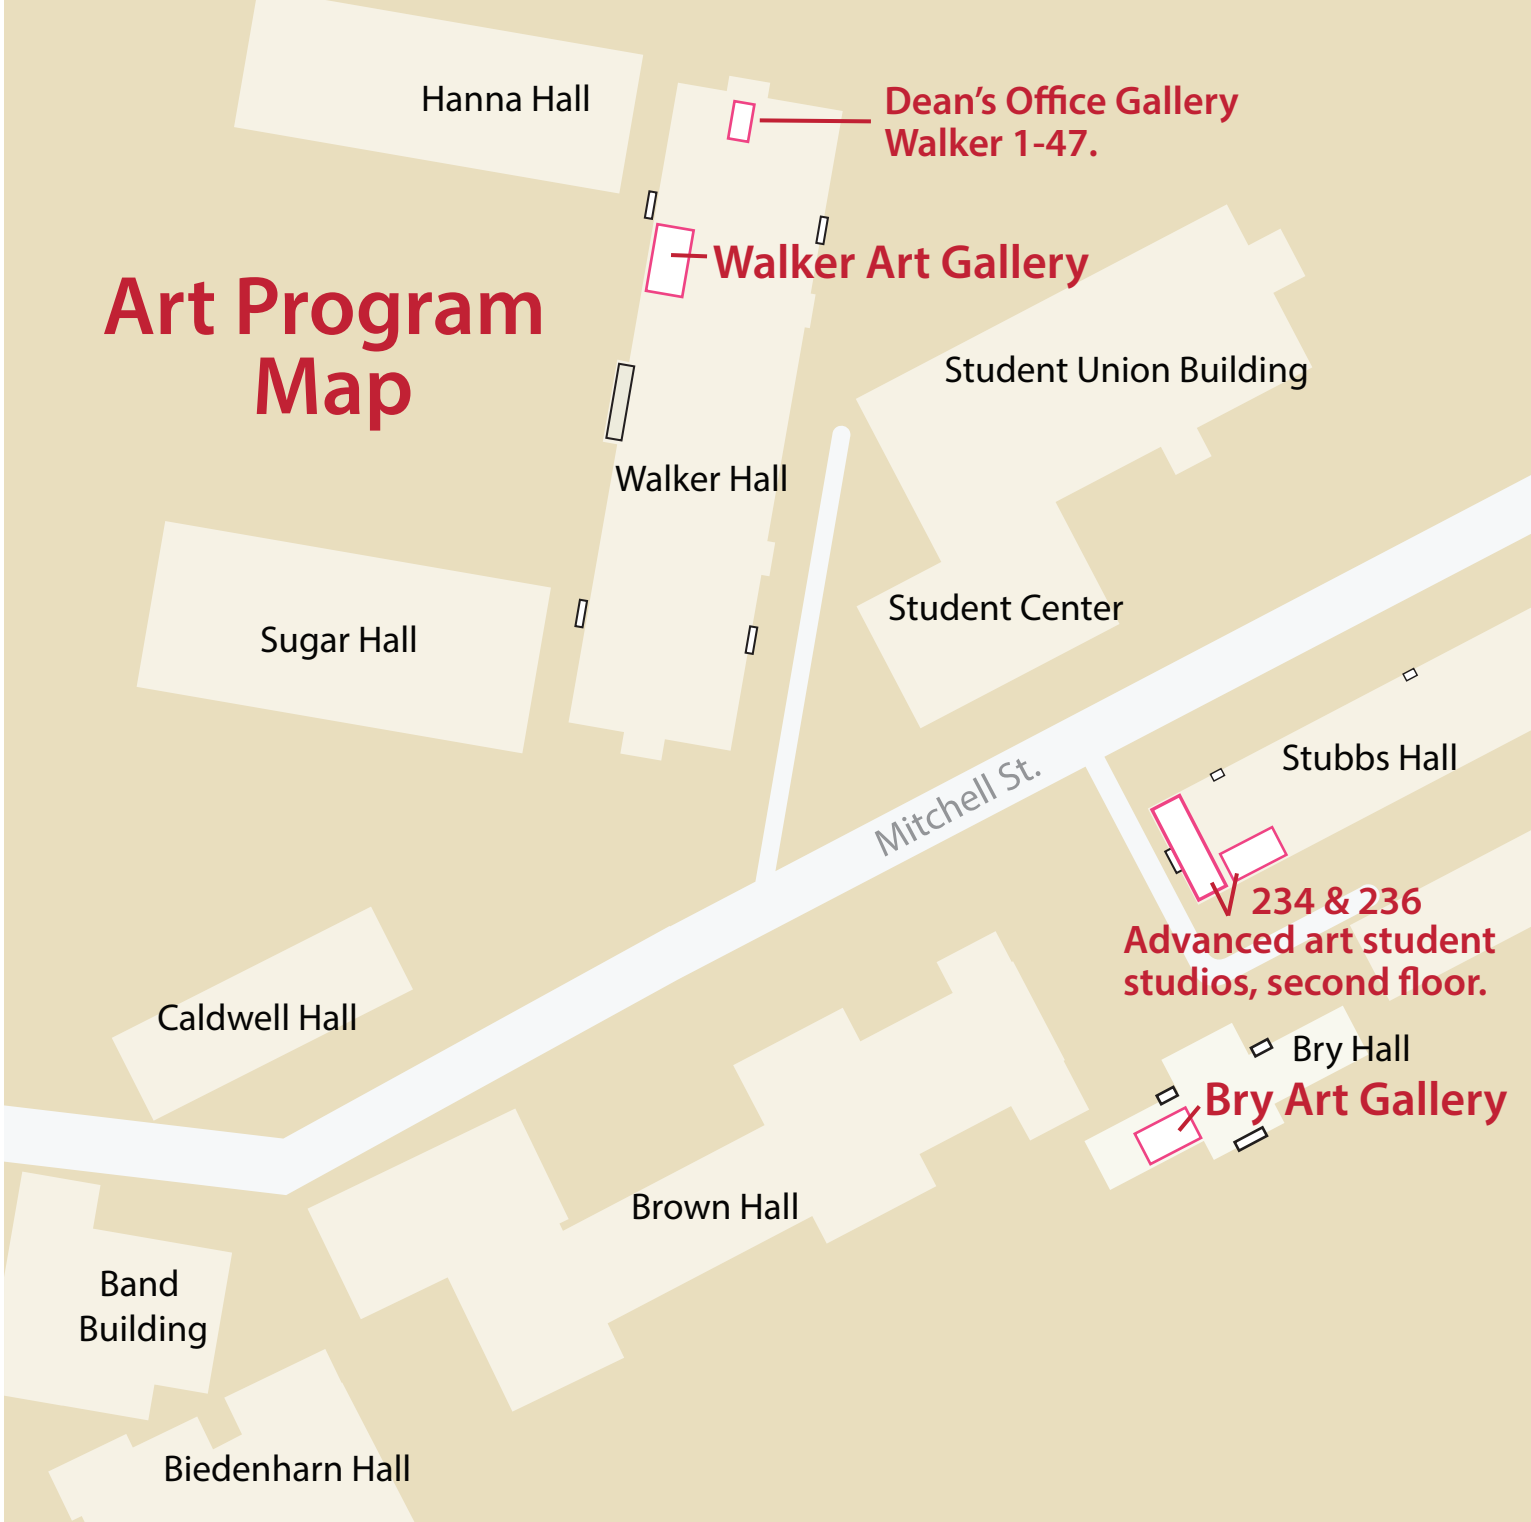 Hanna Hall
Dean's Office Gallery
Walker 1-47.
Walker Art Gallery
Art Program
Map
Student Union Building
Walker Hall
Student Center
Sugar Hall
Stubbs Hall
Mitchell St.
234 & 236
Advanced art student
studios, second floor.
Caldwell Hall
Bry Hall
Bry Art Gallery
Brown Hall
Band
Building
Biedenharn Hall